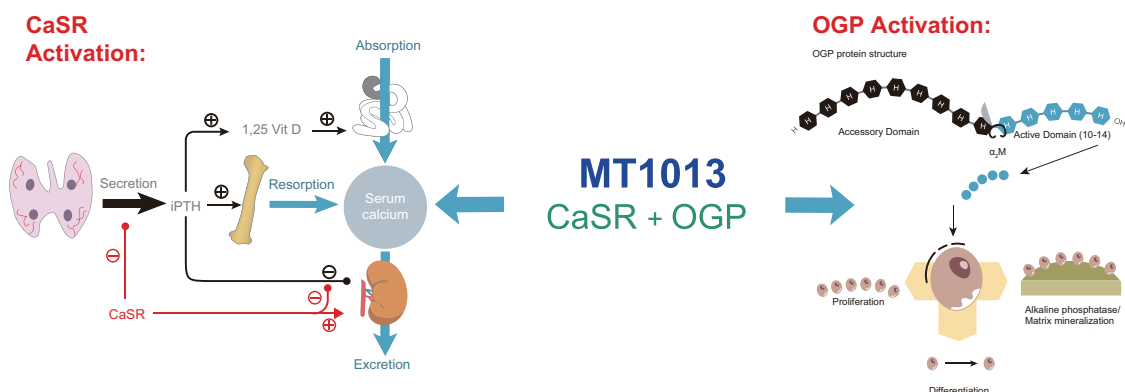 CaSR
Activation:
Absorption
⊕
1,25 Vit D
⊕
Secretion
iPTH
⊕
Resorption
Serum
calcium
⊖
⊖
⊖
CaSR
⊕
Excretion
MT1013
CaSR + OGP
OGP Activation:
OGP protein structure
H H H H H H H H H H H H H H H OH
Accessory Domain
α₂M
Active Domain (10-14)
Proliferation
Alkaline phosphatase/
Matrix mineralization
Differentiation